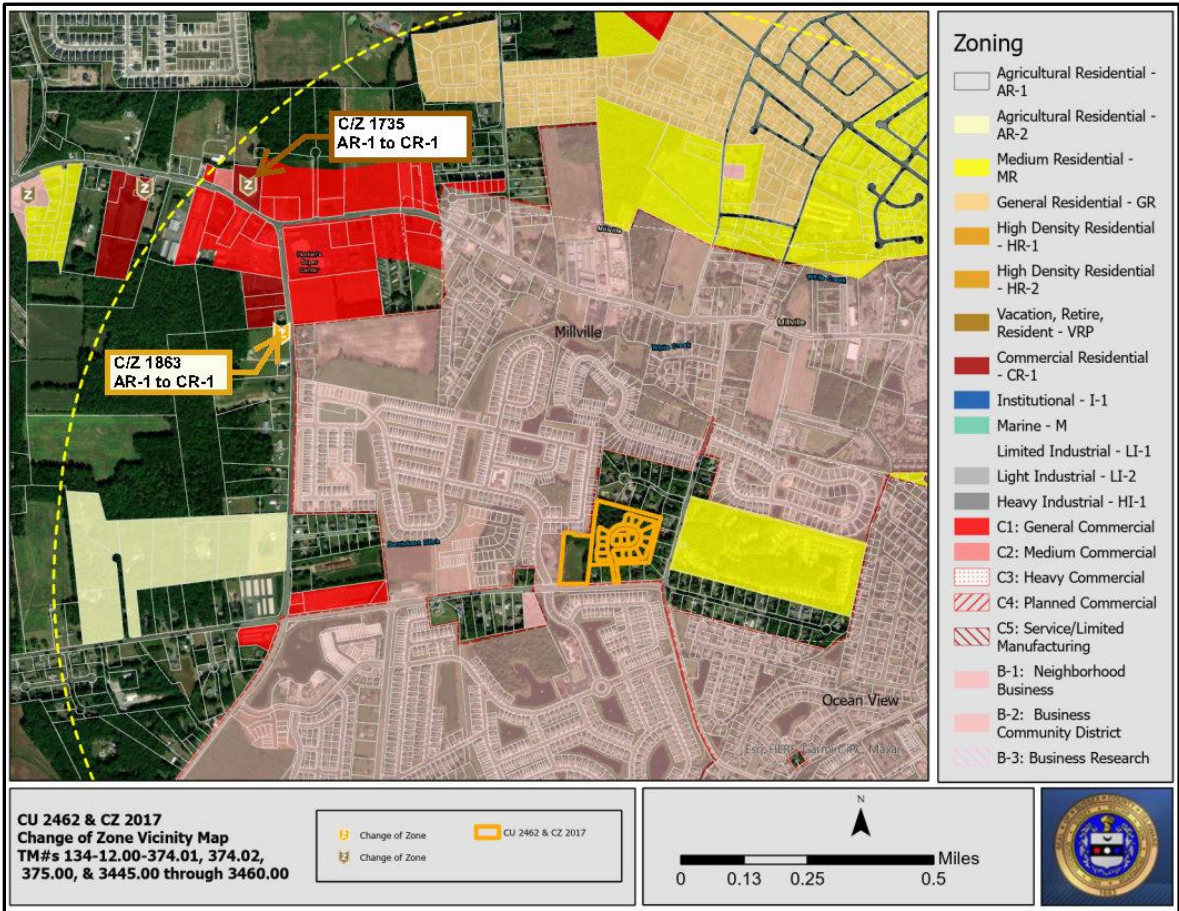 C/Z 1735
AR-1 to CR-1
C/Z 1863
AR-1 to CR-1
Millville
White Creek
Millville
Millville
White Creek
Ocean View
Zoning
Agricultural Residential -
AR-1
Agricultural Residential -
AR-2
Medium Residential -
MR
General Residential - GR
High Density Residential
- HR-1
High Density Residential
- HR-2
Vacation, Retire,
Resident - VRP
Commercial Residential
- CR-1
Institutional - I-1
Marine - M
Limited Industrial - LI-1
Light Industrial - LI-2
Heavy Industrial - HI-1
C1: General Commercial
C2: Medium Commercial
C3: Heavy Commercial
C4: Planned Commercial
C5: Service/Limited
Manufacturing
B-1: Neighborhood
Business
B-2: Business
Community District
B-3: Business Research
CU 2462 & CZ 2017
Change of Zone Vicinity Map
TM#s 134-12.00-374.01, 374.02,
375.00, & 3445.00 through 3460.00
Change of Zone
CU 2462 & CZ 2017
Change of Zone
N
Miles
0 0.13 0.25 0.5